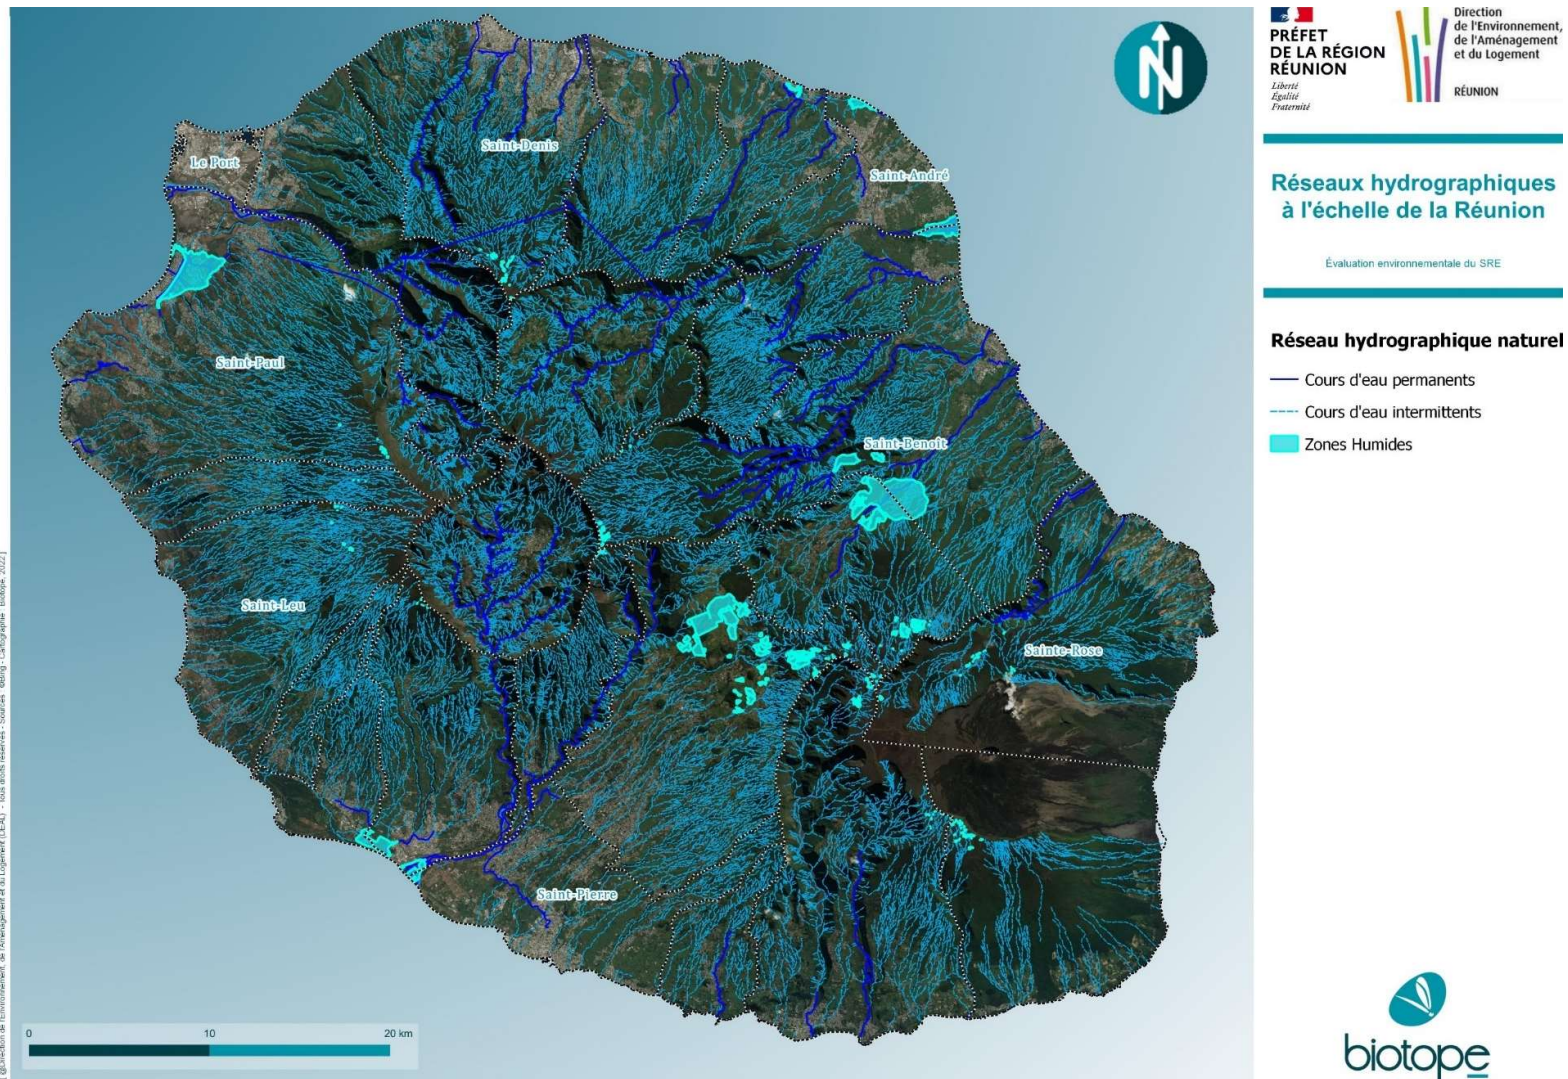 PRÉFET
DE LA RÉGION
RÉUNION
Liberté
Égalité
Fraternité
Direction
de l'Environnement,
de l'Aménagement
et du Logement
RÉUNION
Réseaux hydrographiques
à l'échelle de la Réunion
Évaluation environnementale du SRE
Réseau hydrographique naturel
Cours d'eau permanents
Cours d'eau intermittents
Zones Humides
N
Saint-Denis
Le Port
Saint-André
Saint-Paul
Saint-Benoît
Saint-Leu
Sainte-Rose
Saint-Pierre
0 10 20 km
biotope